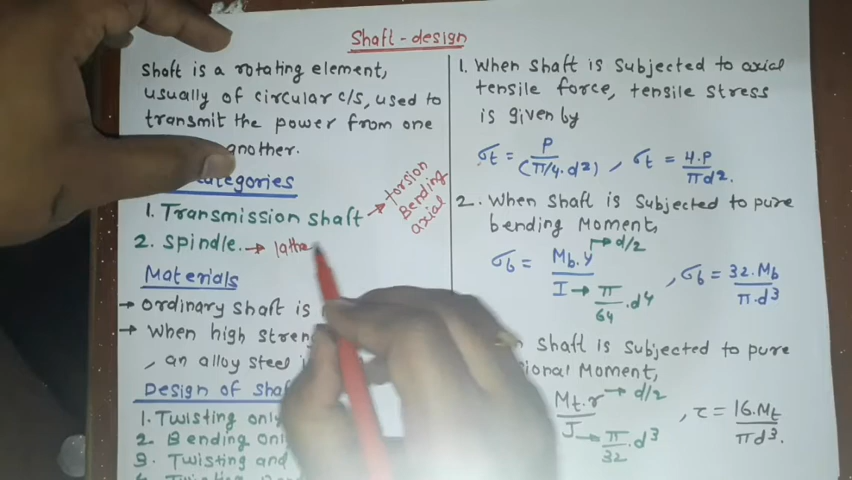 Shaft-design
Shaft is a rotating element,
usually of circular c/s, used to
transmit the power from one
another.
Categories
1. Transmission shaft → torsion
Bending
axial
2. Spindle. → lathe
Materials
→ Ordinary shaft is
→ When high
, an alloy steel
Design of
1. Twisting only
2. Bending
3. Twisting and
1. When shaft is subjected to axial
tensile force, tensile stress
is given by
σt = P / (π/4.d²) , σt = 4.P / πd².
2. When shaft is subjected to pure
bending Moment,
σb = Mb.y → d/2 / I → π/64 .d⁴ , σb = 32.Mb / π.d³
shaft is subjected to pure
Moment,
Mt.r → d/2 / J → π/32 .d³ , τ = 16.Mt / πd³.